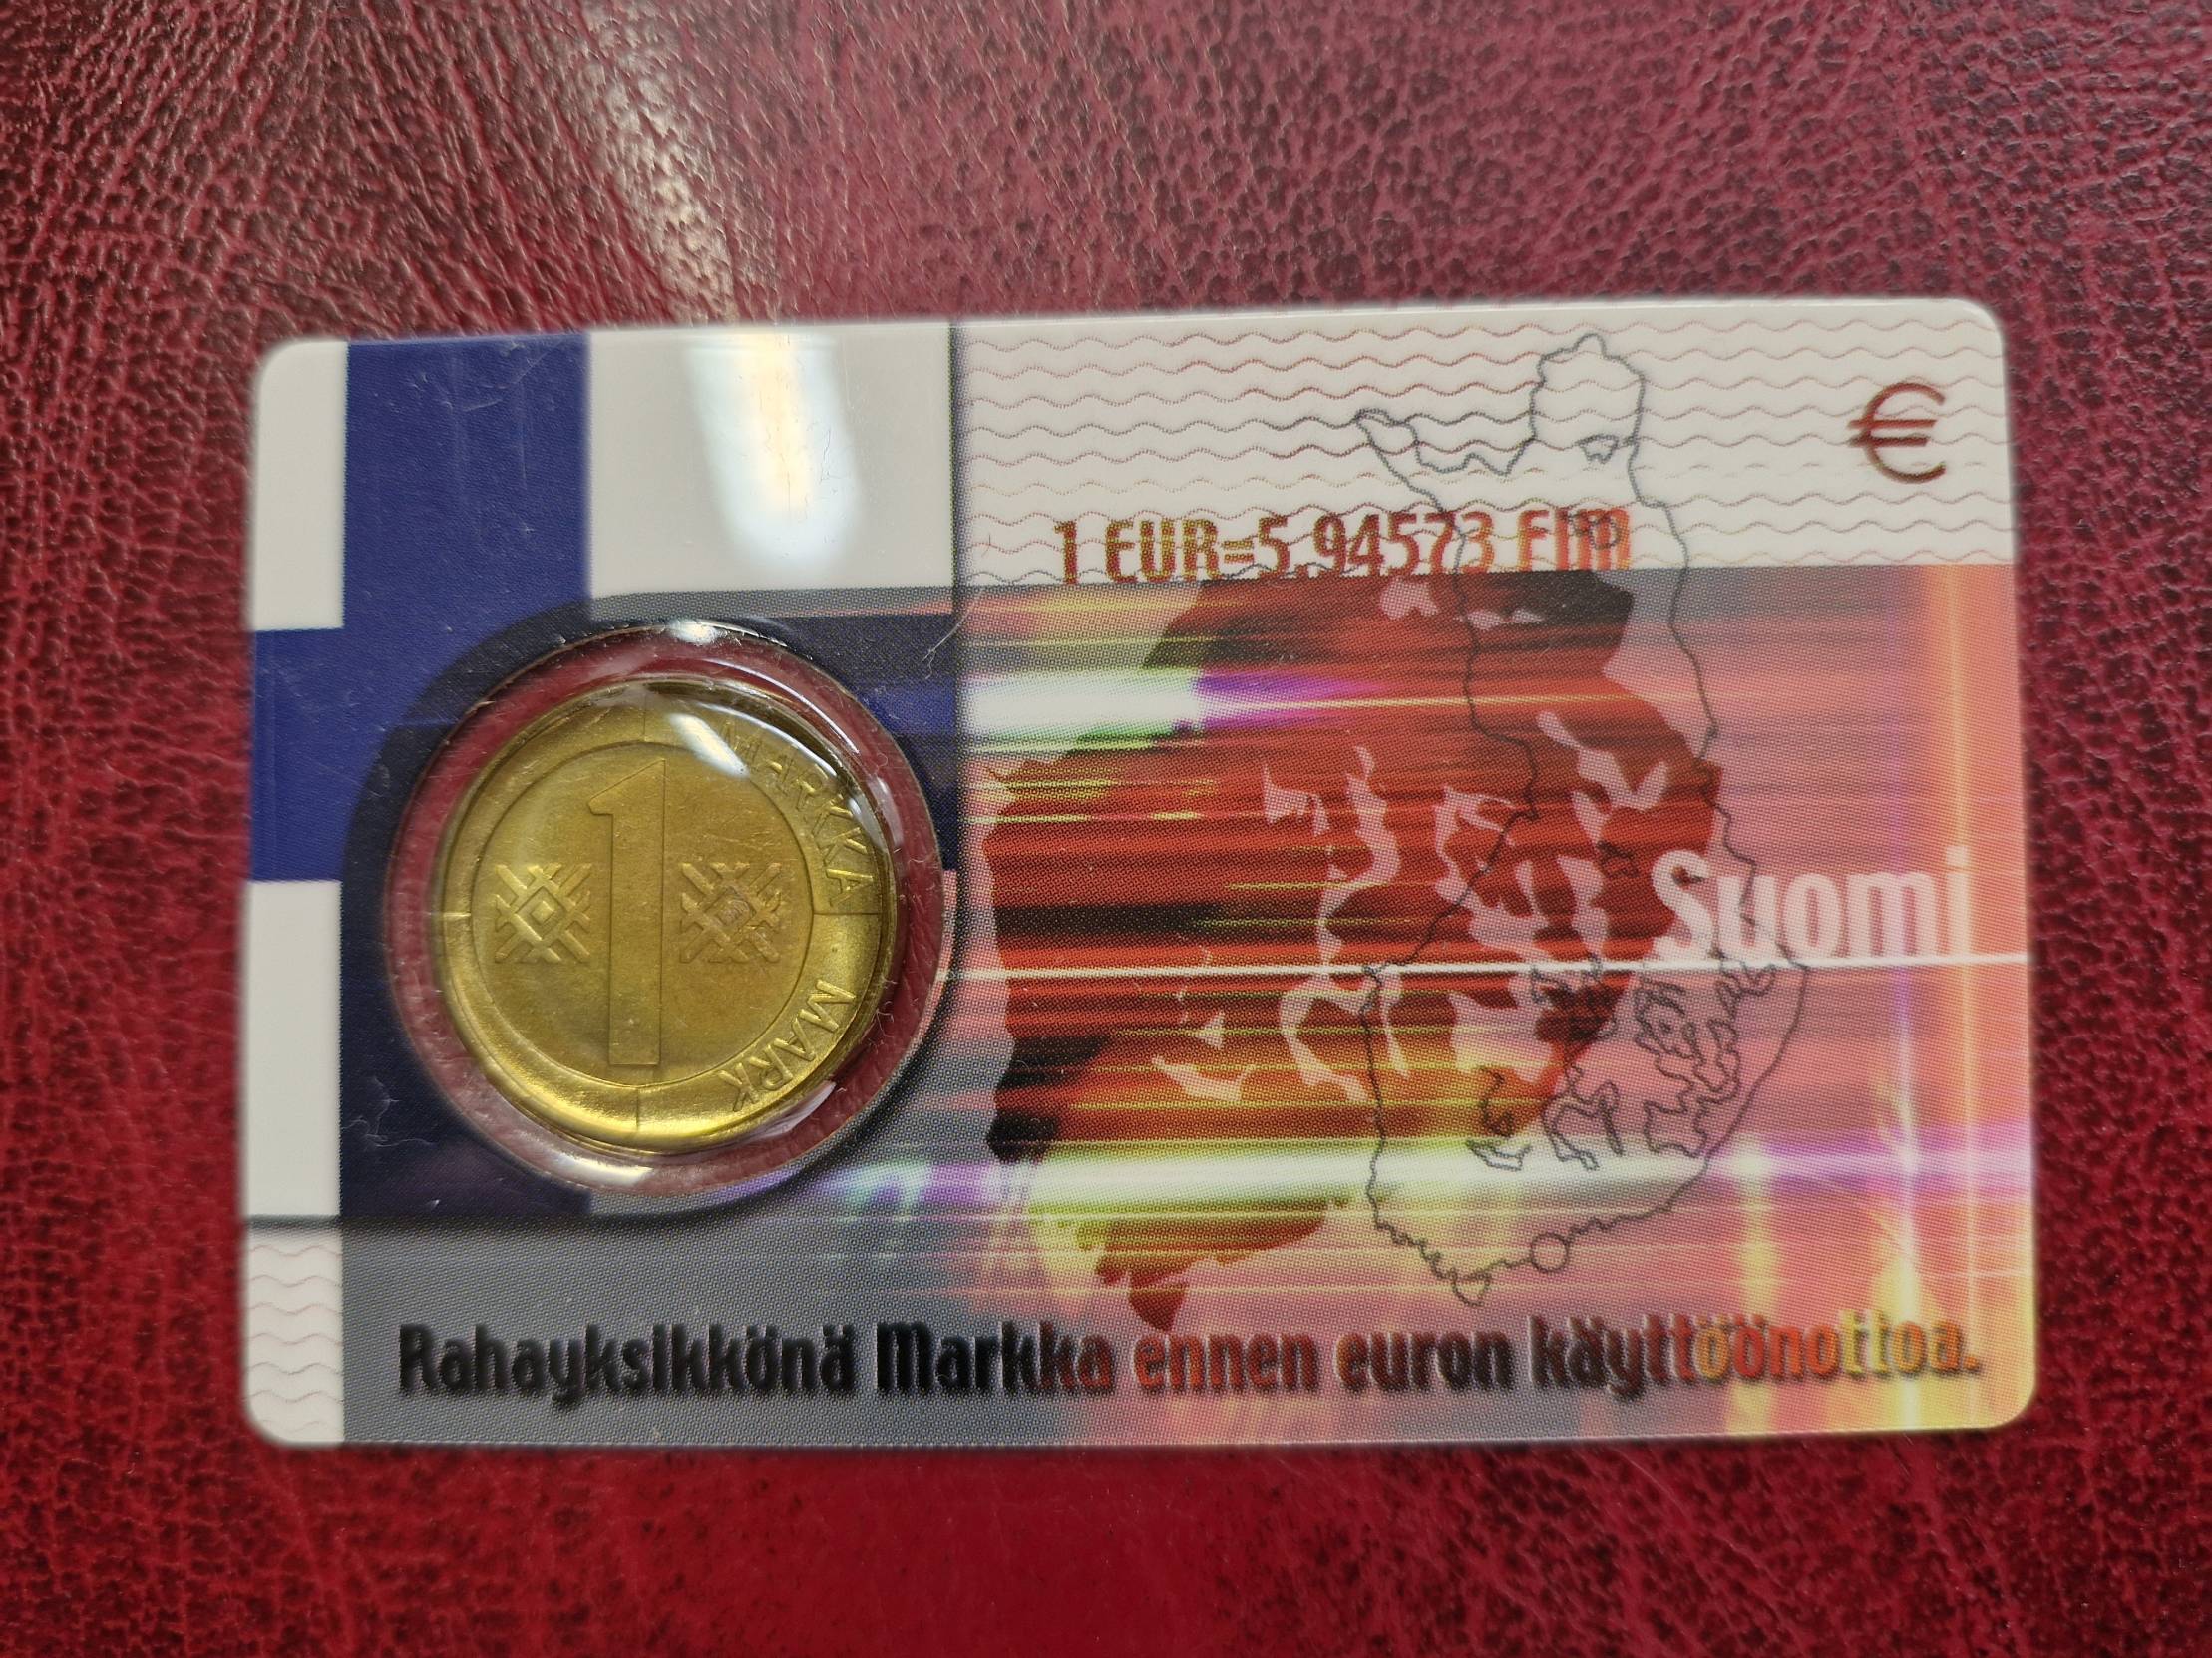 €
1 EUR=5,94573 FIM
1
MARKKA
MARK
Suomi
Rahayksikkönä Markka ennen euron käyttöönottoa.